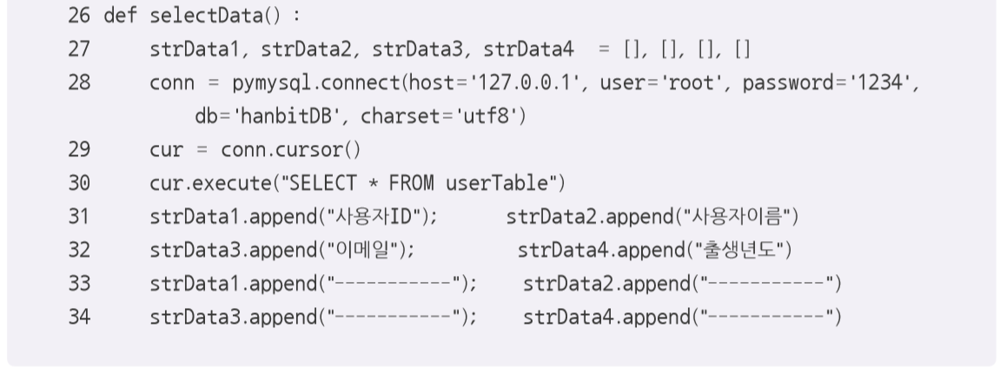 26 def selectData() :
27 strData1, strData2, strData3, strData4 = [], [], [], []
28 conn = pymysql.connect(host='127.0.0.1', user='root', password='1234',
db='hanbitDB', charset='utf8')
29 cur = conn.cursor()
30 cur.execute("SELECT * FROM userTable")
31 strData1.append("사용자ID"); strData2.append("사용자이름")
32 strData3.append("이메일"); strData4.append("출생년도")
33 strData1.append("-----------"); strData2.append("-----------")
34 strData3.append("-----------"); strData4.append("-----------")